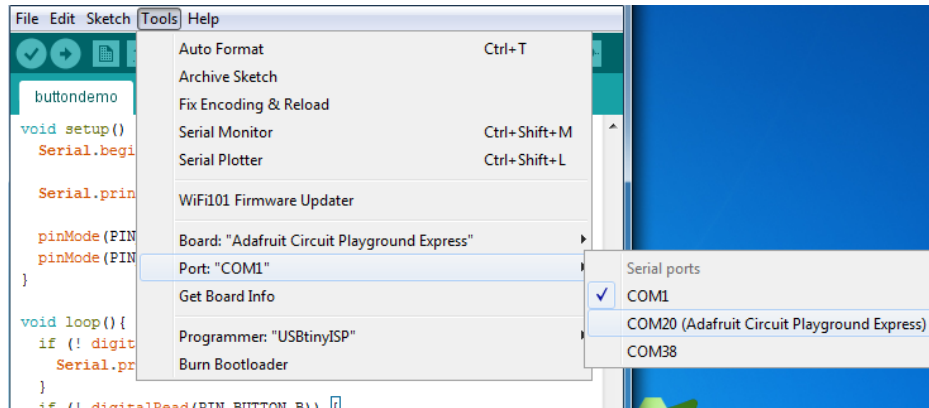 File Edit Sketch Tools Help
Auto Format Ctrl+T
Archive Sketch
buttondemo
Fix Encoding & Reload
void setup()
Serial Monitor Ctrl+Shift+M
Serial.begi
Serial Plotter Ctrl+Shift+L
Serial.prin
WiFi101 Firmware Updater
pinMode(PIN
Board: "Adafruit Circuit Playground Express"
pinMode(PIN
Port: "COM1"
Serial ports
}
Get Board Info
COM1
void loop(){
COM20 (Adafruit Circuit Playground Express)
if (! digit
Programmer: "USBtinyISP"
COM38
Serial.pr
Burn Bootloader
}
if (! digitalRead(PIN_BUTTON_B)) {